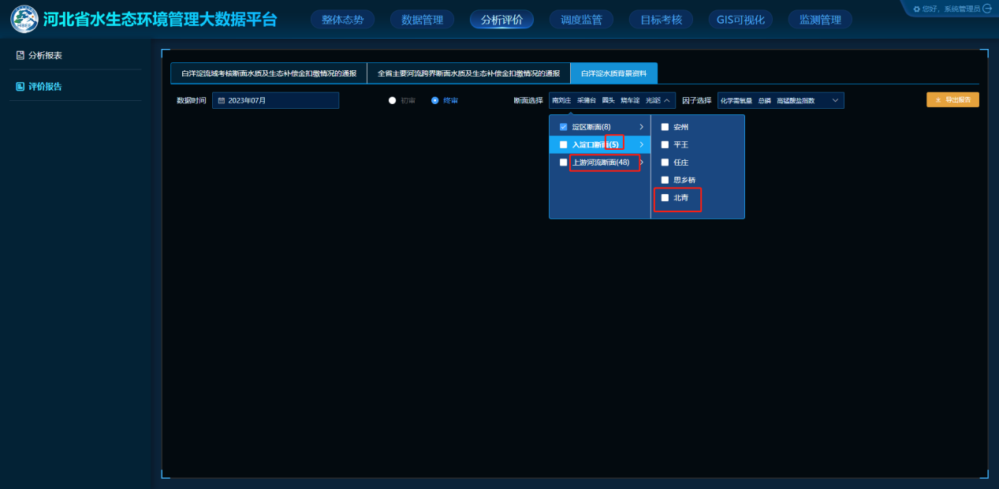 河北省水生态环境管理大数据平台
整体态势 数据管理 分析评价 调度监管 目标考核 GIS可视化 监测管理
您好，系统管理员
分析报表
评价报告
白洋淀流域考核断面水质及生态补偿金扣缴情况的通报 全省主要河流跨界断面水质及生态补偿金扣缴情况的通报 白洋淀水质背景资料
数据时间 2023年07月 初审 终审 断面选择 南刘庄 采蒲台 圈头 烧车淀 光淀 因子选择 化学需氧量 总磷 高锰酸盐指数 导出报告
淀区断面(8) 安州
入淀口断面(5) 平王
上游河流断面(48) 任庄
思乡桥
北青